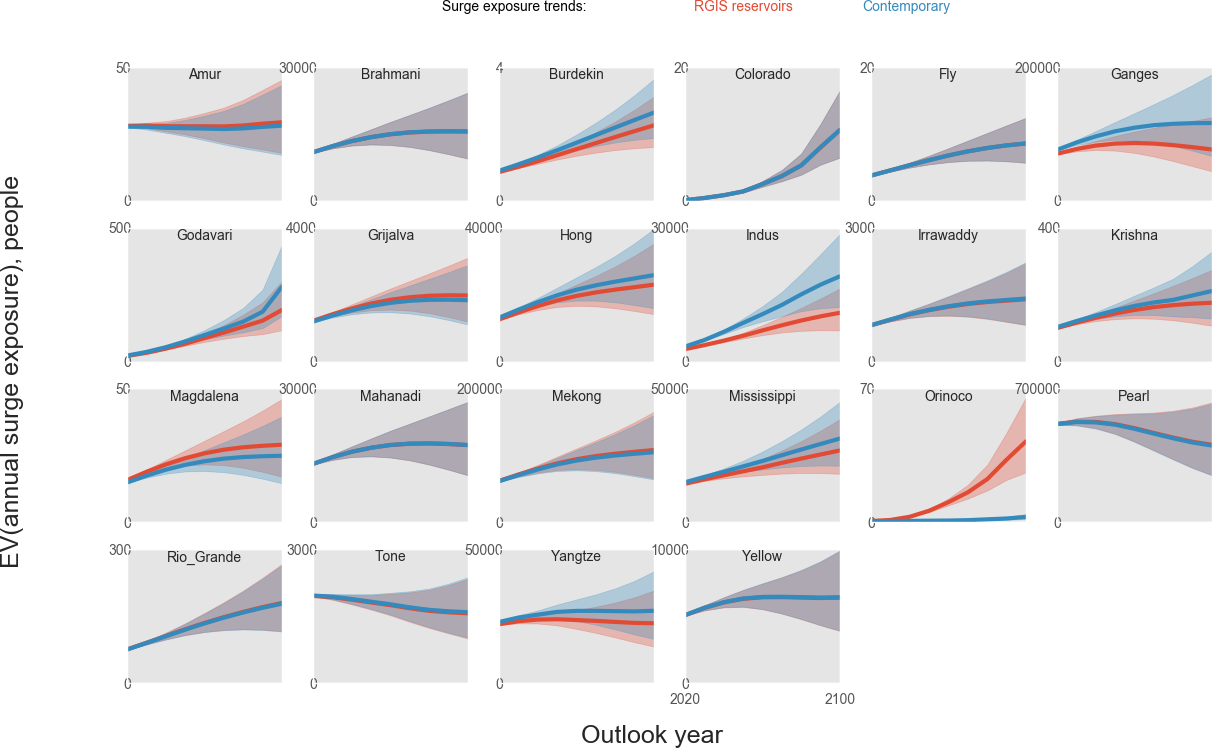 Surge exposure trends: RGIS reservoirs Contemporary
50 Amur 30000 Brahmani 4 Burdekin 20 Colorado 20 Fly 200000 Ganges
0 0 0 0 0 0
500 Godavari 4000 Grijalva 40000 Hong 30000 Indus 3000 Irrawaddy 400 Krishna
0 0 0 0 0 0
50 Magdalena 30000 Mahanadi 200000 Mekong 50000 Mississippi 70 Orinoco 700000 Pearl
0 0 0 0 0 0
300 Rio_Grande 3000 Tone 50000 Yangtze 10000 Yellow
0 0 0 0
2020 2100
Outlook year
EV(annual surge exposure), people